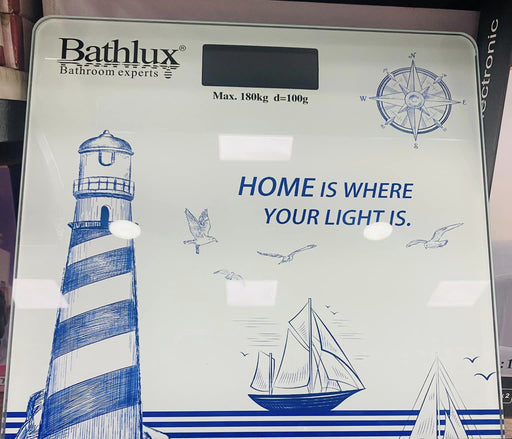 Bathlux®
Bathroom experts
Max. 180kg d=100g
N
W
E
S
HOME IS WHERE
YOUR LIGHT IS.
ectronic